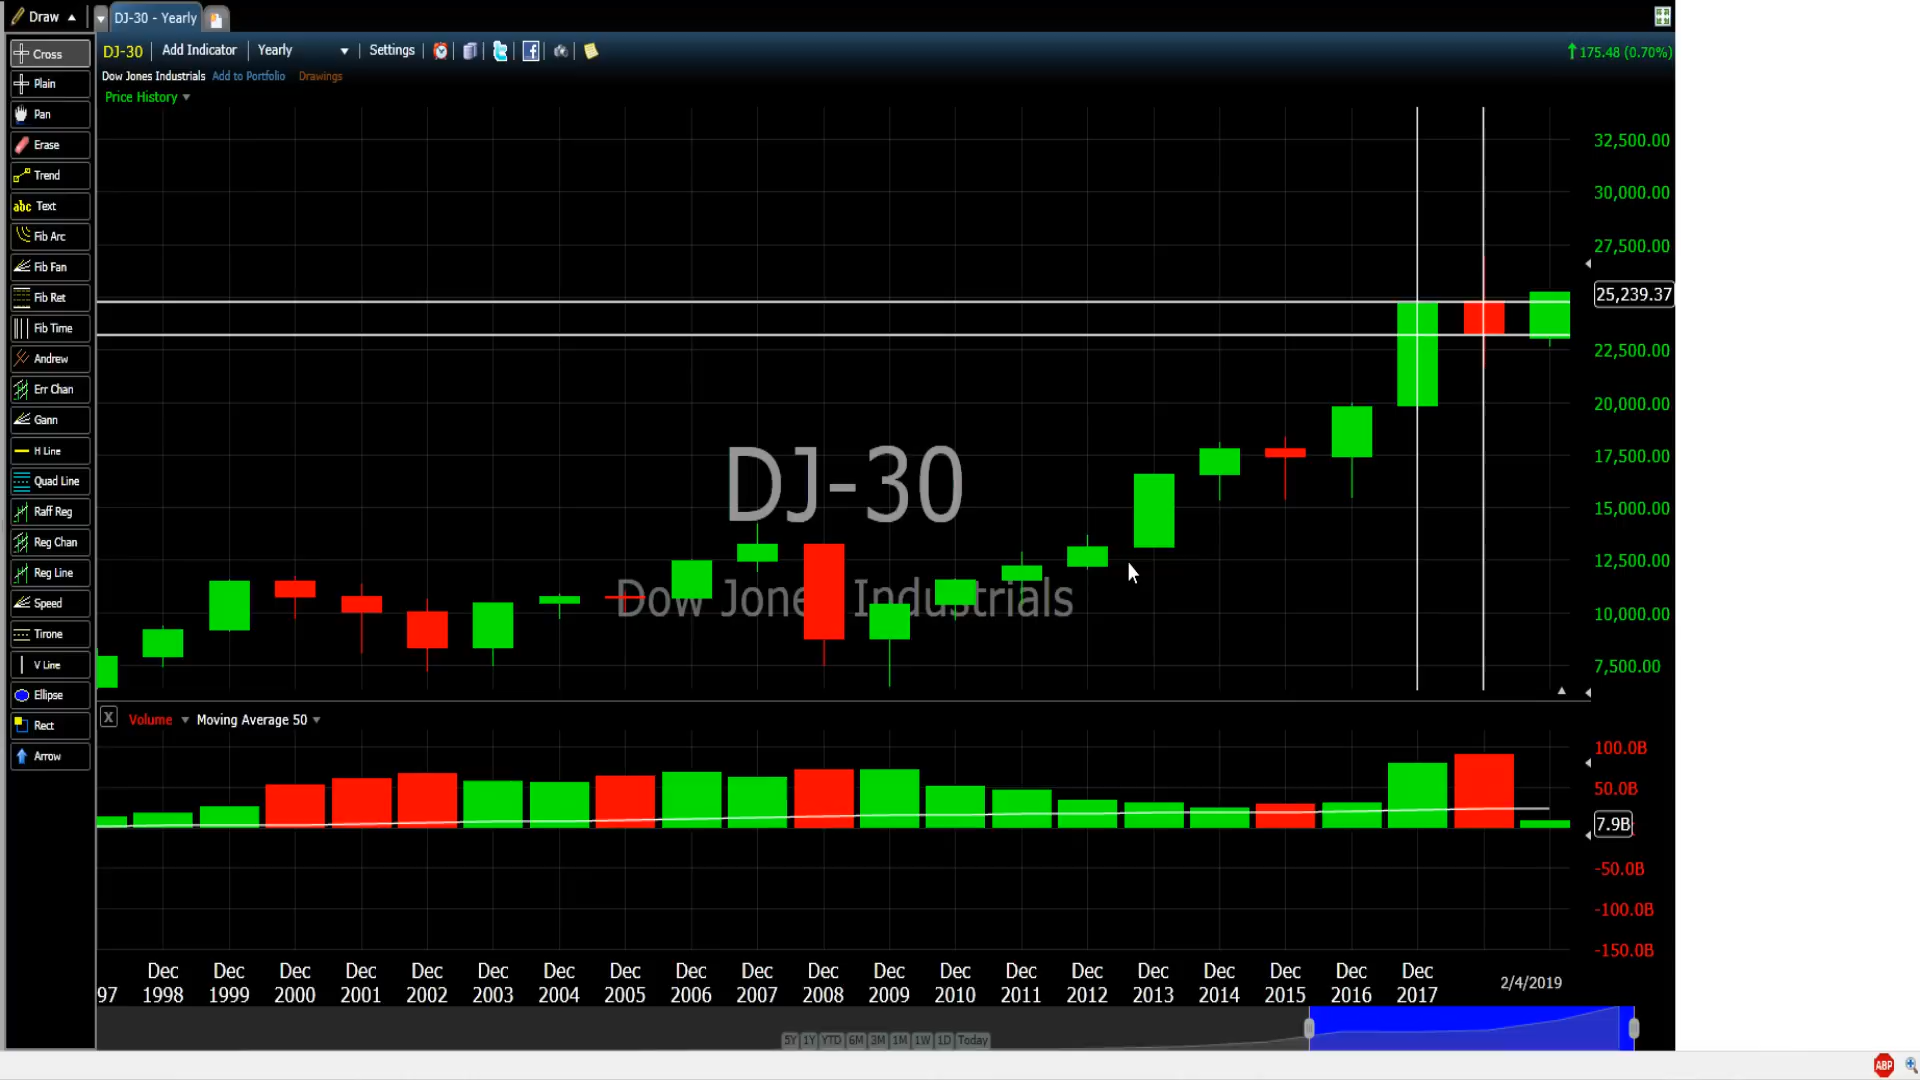 Draw
DJ-30 - Yearly
Cross
Plain
Pan
Erase
Trend
abc Text
Fib Arc
Fib Fan
Fib Ret
Fib Time
Andrew
Err Chan
Gann
H Line
Quad Line
Raff Reg
Reg Chan
Reg Line
Speed
Tirone
V Line
Ellipse
Rect
Arrow
DJ-30 Add Indicator Yearly Settings
175.48 (0.70%)
Dow Jones Industrials Add to Portfolio Drawings
Price History
32,500.00
30,000.00
27,500.00
25,239.37
22,500.00
20,000.00
17,500.00
15,000.00
12,500.00
10,000.00
7,500.00
DJ-30
Dow Jones Industrials
X Volume Moving Average 50
100.0B
50.0B
7.9B
-50.0B
-100.0B
-150.0B
Dec Dec Dec Dec Dec Dec Dec Dec Dec Dec Dec Dec Dec Dec Dec Dec Dec Dec Dec Dec
97 1998 1999 2000 2001 2002 2003 2004 2005 2006 2007 2008 2009 2010 2011 2012 2013 2014 2015 2016 2017
2/4/2019
5Y 1Y YTD 6M 3M 1M 1W 1D Today
ABP